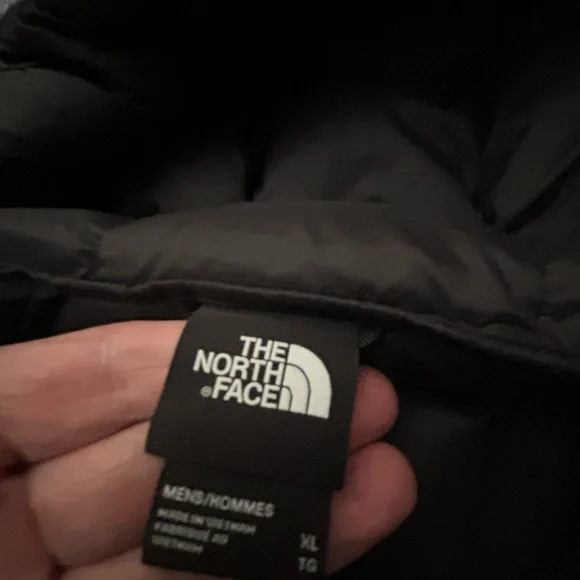 THE
NORTH
®FACE
MENS/HOMMES
MADE IN VIETNAM
FABRIQUÉ AU
VIETNAM
XL
TG